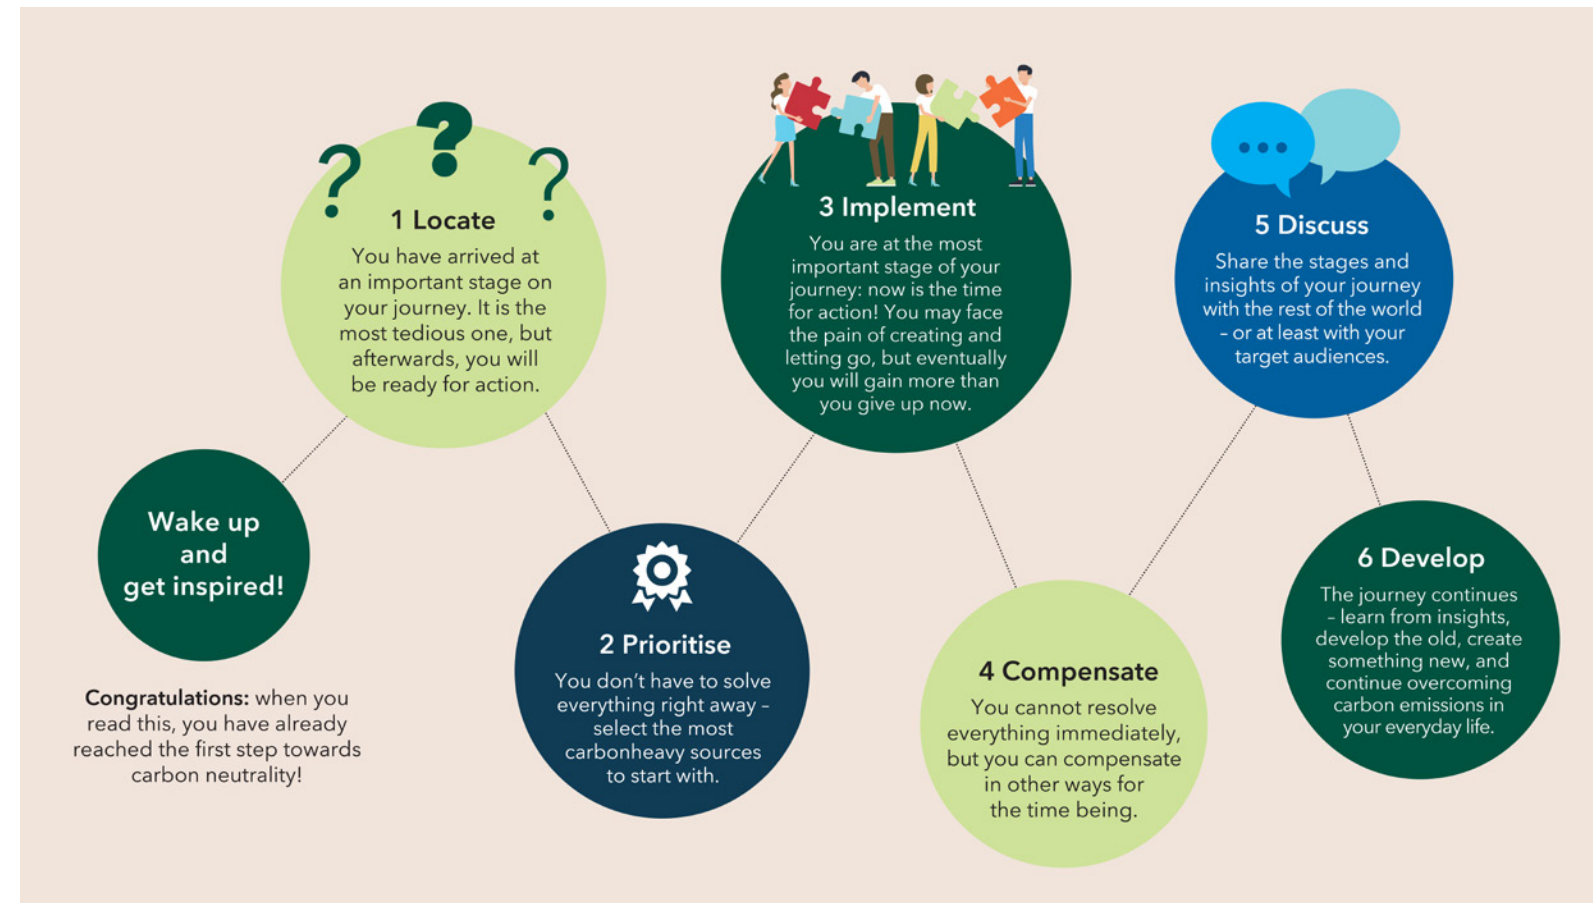 Wake up
and
get inspired!
Congratulations: when you
read this, you have already
reached the first step towards
carbon neutrality!
? ? ?
1 Locate
You have arrived at
an important stage on
your journey. It is the
most tedious one, but
afterwards, you will
be ready for action.
2 Prioritise
You don't have to solve
everything right away –
select the most
carbonheavy sources
to start with.
3 Implement
You are at the most
important stage of your
journey: now is the time
for action! You may face
the pain of creating and
letting go, but eventually
you will gain more than
you give up now.
4 Compensate
You cannot resolve
everything immediately,
but you can compensate
in other ways for
the time being.
5 Discuss
Share the stages and
insights of your journey
with the rest of the world
– or at least with your
target audiences.
6 Develop
The journey continues
– learn from insights,
develop the old, create
something new, and
continue overcoming
carbon emissions in
your everyday life.